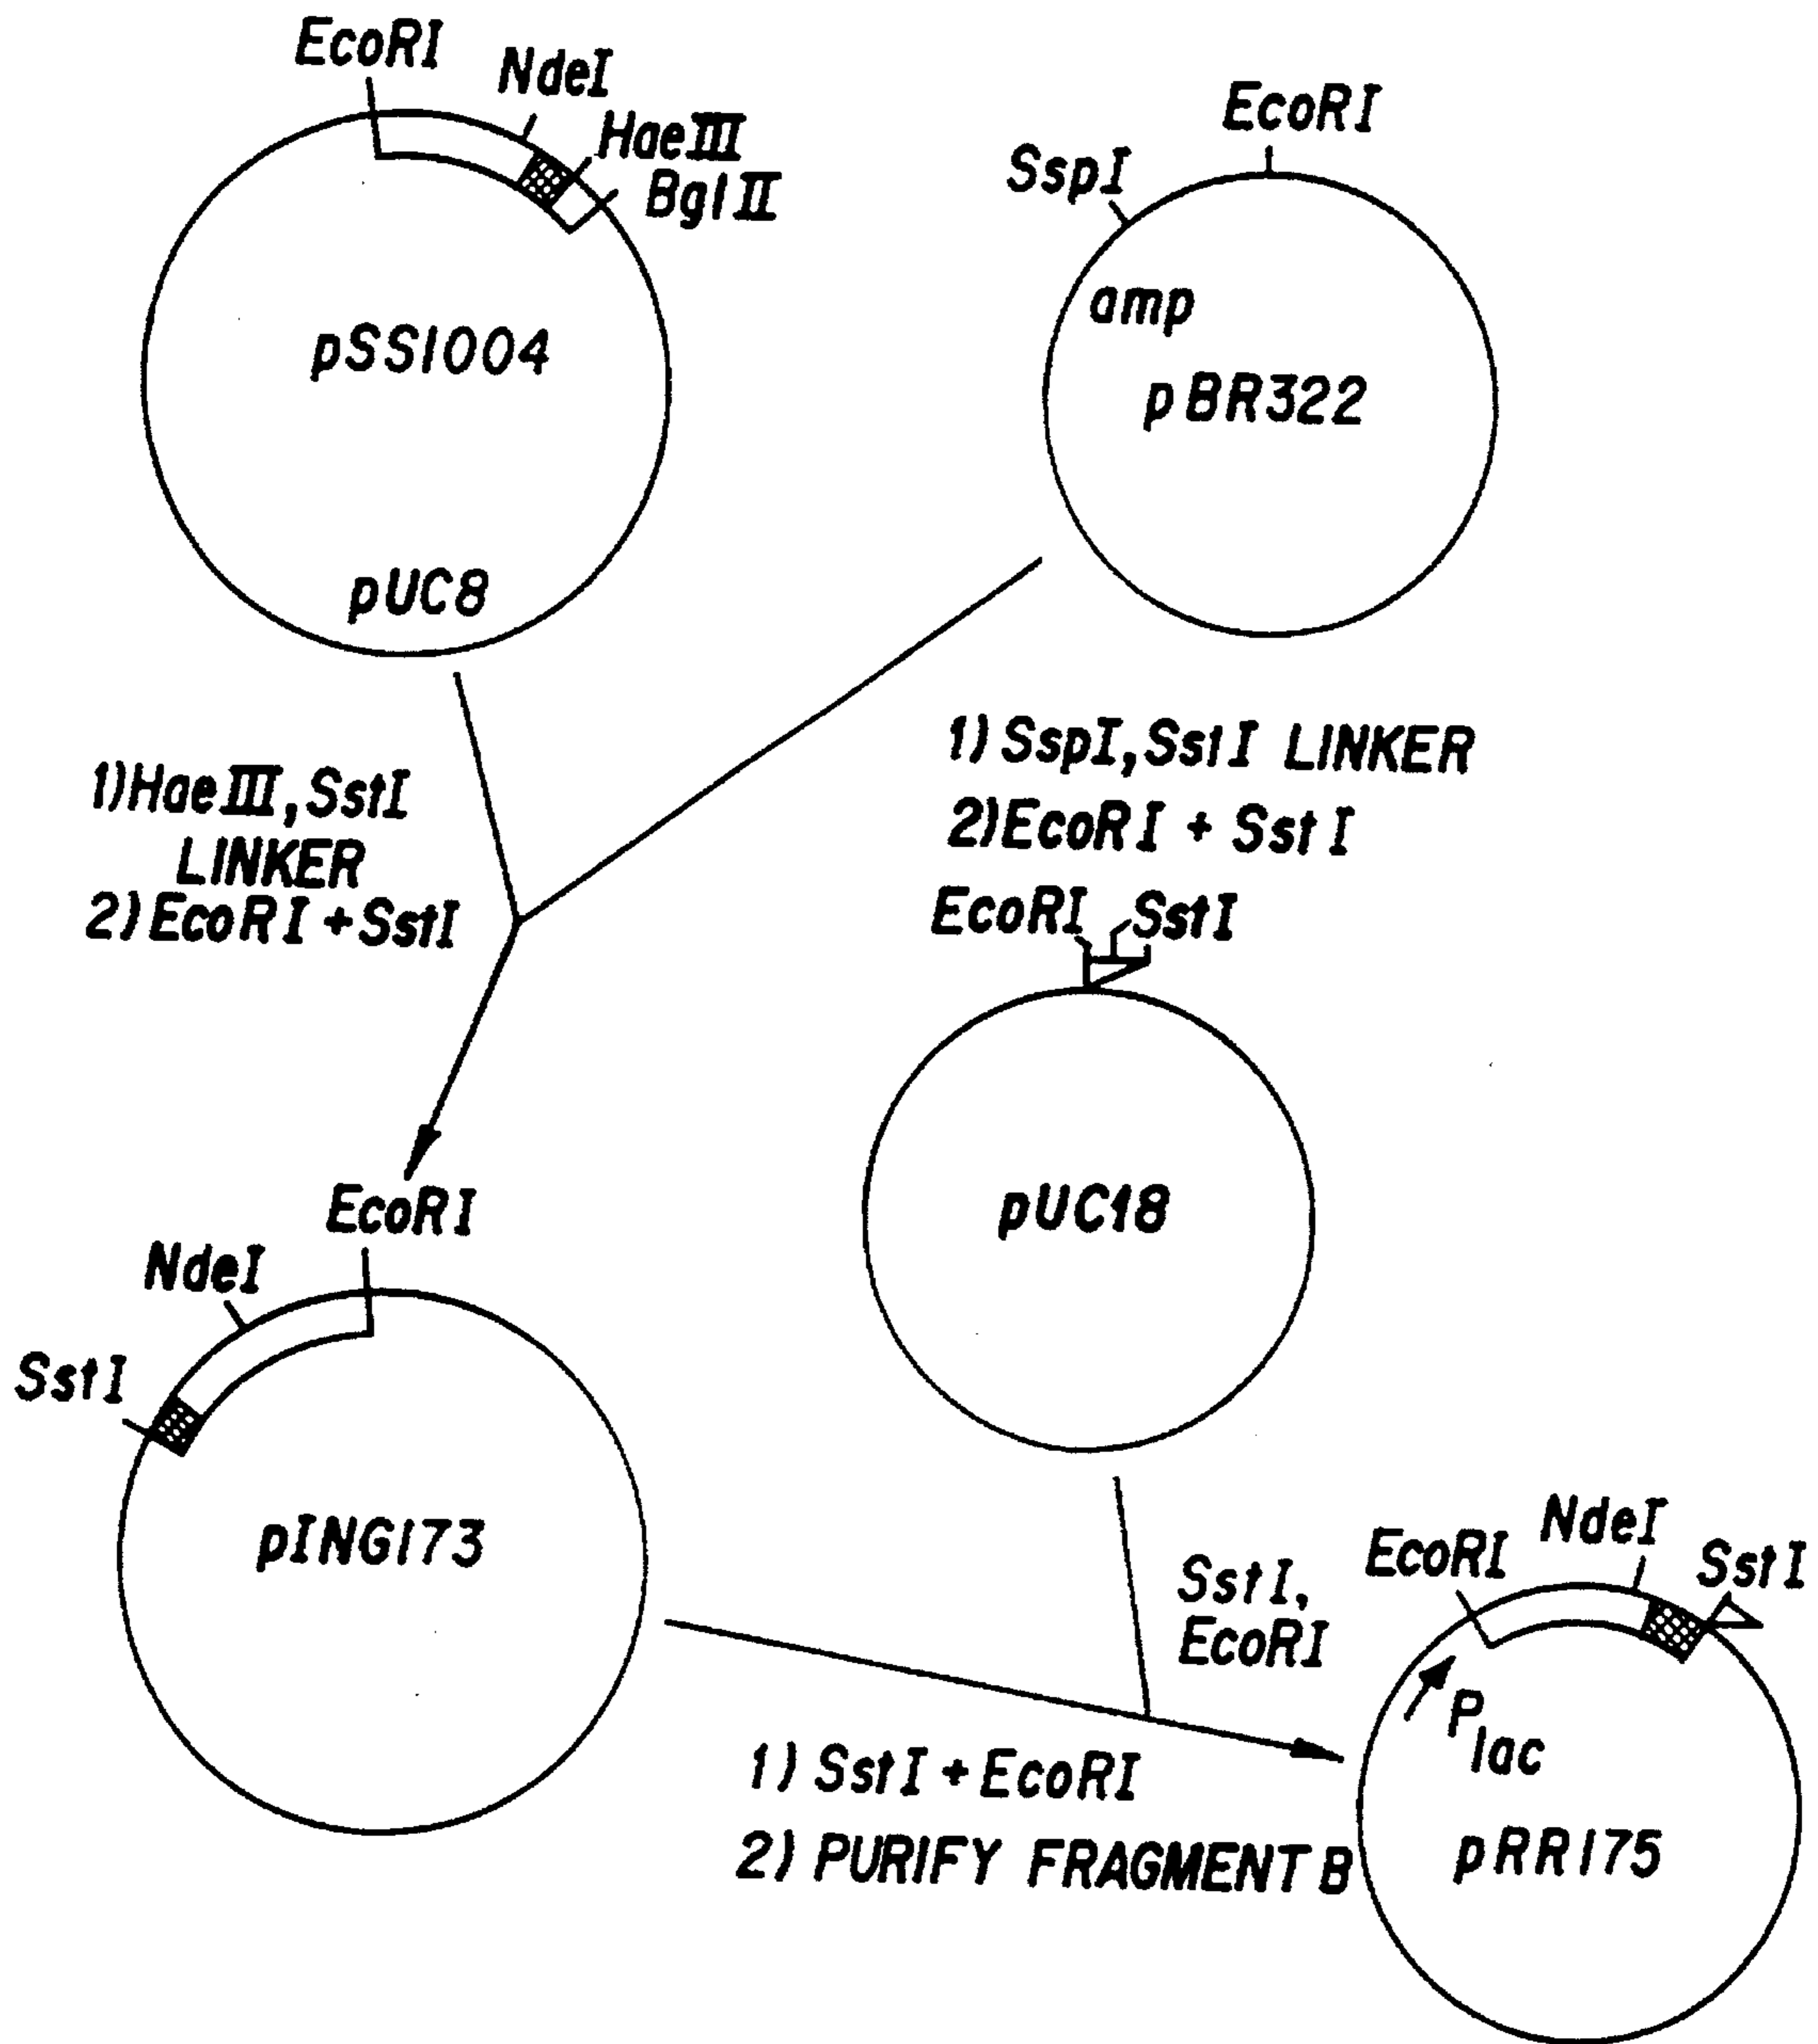 EcoRI
NdeI
HaeIII
BglII
pSS1004
pUC8
EcoRI
SspI
amp
pBR322
1)HaeIII,SstI
LINKER
2)EcoRI+SstI
1) SspI,SstI LINKER
2)EcoRI + SstI
EcoRI
SstI
pUC18
EcoRI
NdeI
SstI
pING173
SstI,
EcoRI
1) SstI+EcoRI
2) PURIFY FRAGMENT B
EcoRI
NdeI
SstI
Plac
pRR175